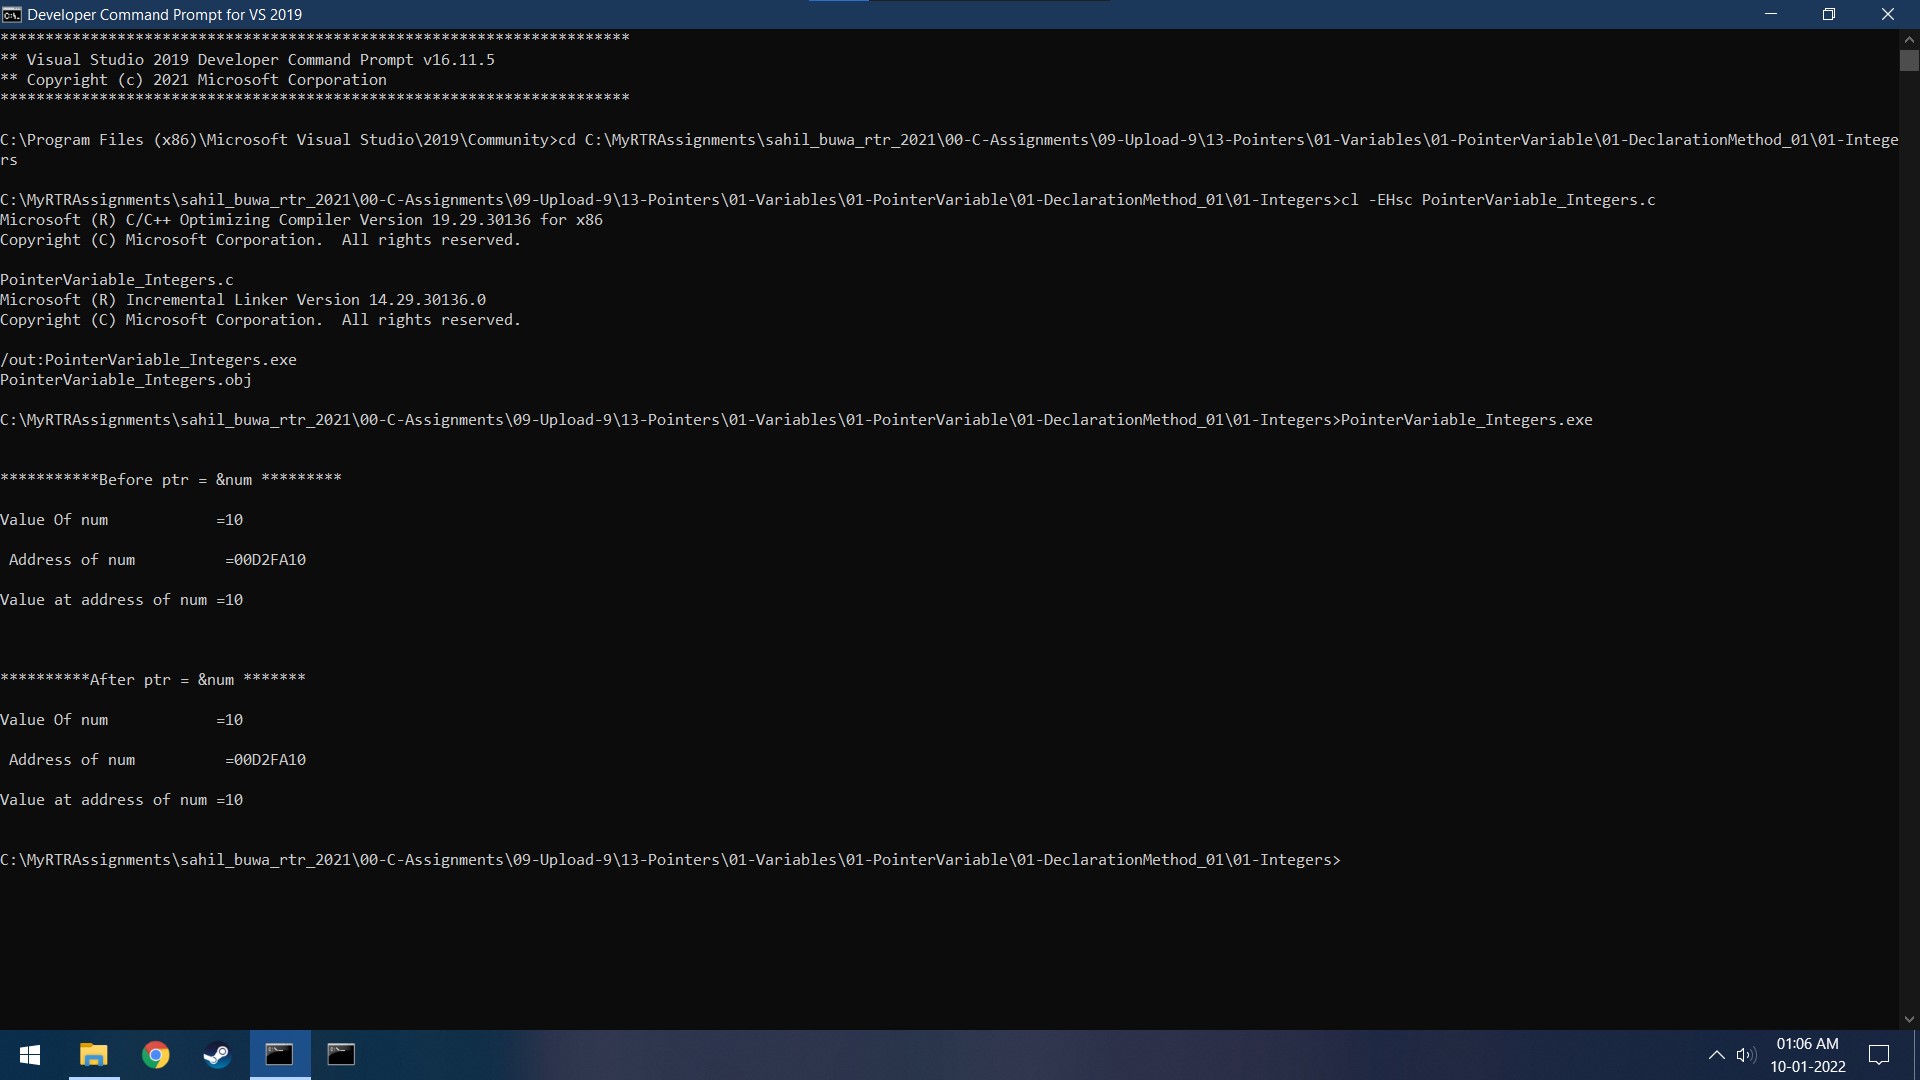 Developer Command Prompt for VS 2019
**********************************************************************
** Visual Studio 2019 Developer Command Prompt v16.11.5
** Copyright (c) 2021 Microsoft Corporation
**********************************************************************
C:\Program Files (x86)\Microsoft Visual Studio\2019\Community>cd C:\MyRTRAssignments\sahil_buwa_rtr_2021\00-C-Assignments\09-Upload-9\13-Pointers\01-Variables\01-PointerVariable\01-DeclarationMethod_01\01-Intege
rs
C:\MyRTRAssignments\sahil_buwa_rtr_2021\00-C-Assignments\09-Upload-9\13-Pointers\01-Variables\01-PointerVariable\01-DeclarationMethod_01\01-Integers>cl -EHsc PointerVariable_Integers.c
Microsoft (R) C/C++ Optimizing Compiler Version 19.29.30136 for x86
Copyright (C) Microsoft Corporation.  All rights reserved.
PointerVariable_Integers.c
Microsoft (R) Incremental Linker Version 14.29.30136.0
Copyright (C) Microsoft Corporation.  All rights reserved.
/out:PointerVariable_Integers.exe
PointerVariable_Integers.obj
C:\MyRTRAssignments\sahil_buwa_rtr_2021\00-C-Assignments\09-Upload-9\13-Pointers\01-Variables\01-PointerVariable\01-DeclarationMethod_01\01-Integers>PointerVariable_Integers.exe
***********Before ptr = &num *********
Value Of num            =10
 Address of num          =00D2FA10
Value at address of num =10
**********After ptr = &num *******
Value Of num            =10
 Address of num          =00D2FA10
Value at address of num =10
C:\MyRTRAssignments\sahil_buwa_rtr_2021\00-C-Assignments\09-Upload-9\13-Pointers\01-Variables\01-PointerVariable\01-DeclarationMethod_01\01-Integers>
01:06 AM
10-01-2022